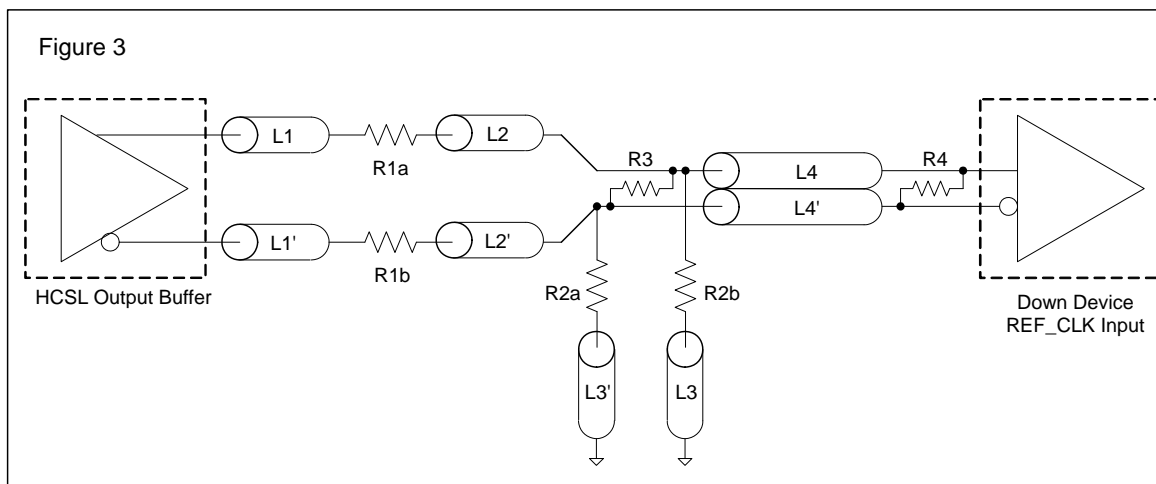 Figure 3
L1
R1a
L2
R3
L4
R4
L4'
L1'
R1b
L2'
R2a
R2b
HCSL Output Buffer
Down Device
REF_CLK Input
L3'
L3